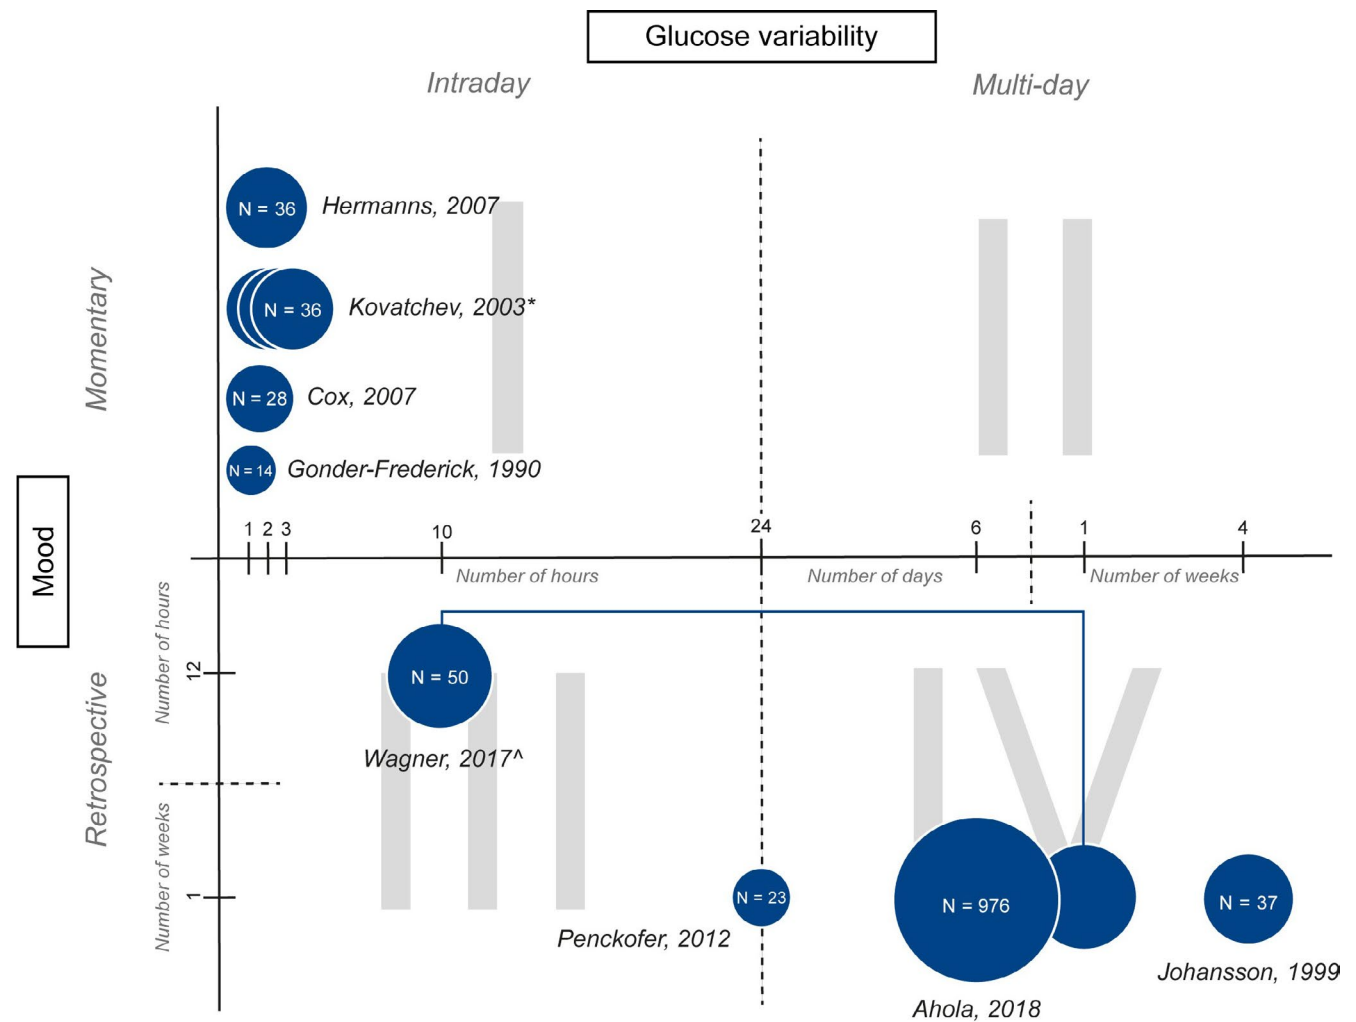 Glucose variability
Intraday
Multi-day
Momentary
N = 36
Hermanns, 2007
I
II
N = 36
Kovatchev, 2003*
N = 28
Cox, 2007
N = 14
Gonder-Frederick, 1990
Mood
1 2 3 10 24 6 1 4
Number of hours
Number of days
Number of weeks
Retrospective
Number of hours
12
N = 50
Wagner, 2017^
III
IV
Number of weeks
1
N = 23
Penckofer, 2012
N = 976
Ahola, 2018
N = 37
Johansson, 1999